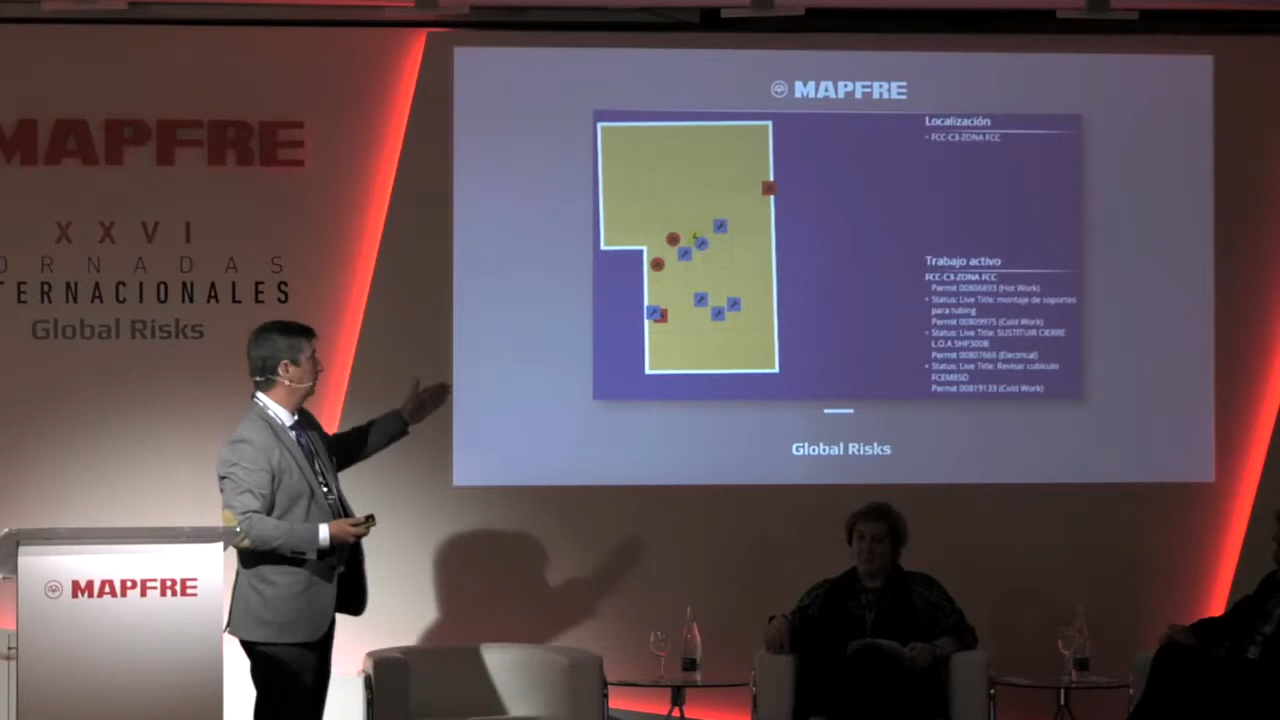 MAPFRE
XXVI
ORNADAS
TERNACIONALES
Global Risks
MAPFRE
MAPFRE
Localización
• FCC-C3-ZONA FCC
Trabajo activo
FCC-C3-ZONA FCC
Permit 00806893 (Hot Work)
• Status: Live Title: montaje de soportes
para tubing
Permit 00809975 (Cold Work)
• Status: Live Title: SUSTITUIR CIERRE
L.O.A SHP300B
Permit 00807666 (Electrical)
• Status: Live Title: Revisar cubículo
FCEM85D
Permit 00819133 (Cold Work)
Global Risks